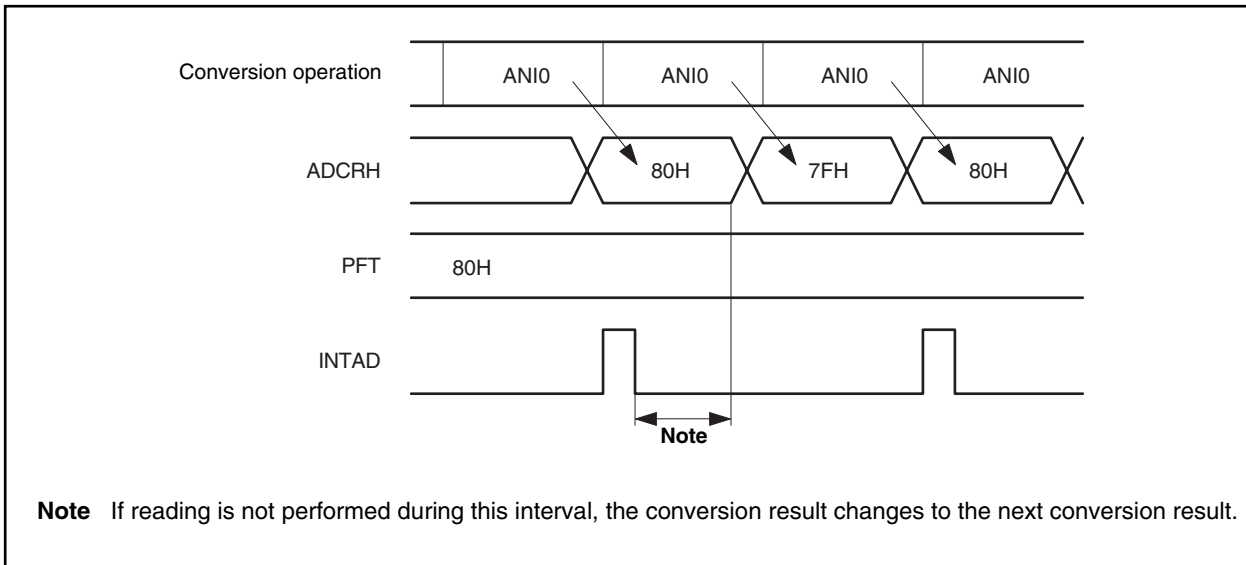 Conversion operation ANI0 ANI0 ANI0 ANI0
ADCRH 80H 7FH 80H
PFT 80H
INTAD
Note
Note If reading is not performed during this interval, the conversion result changes to the next conversion result.